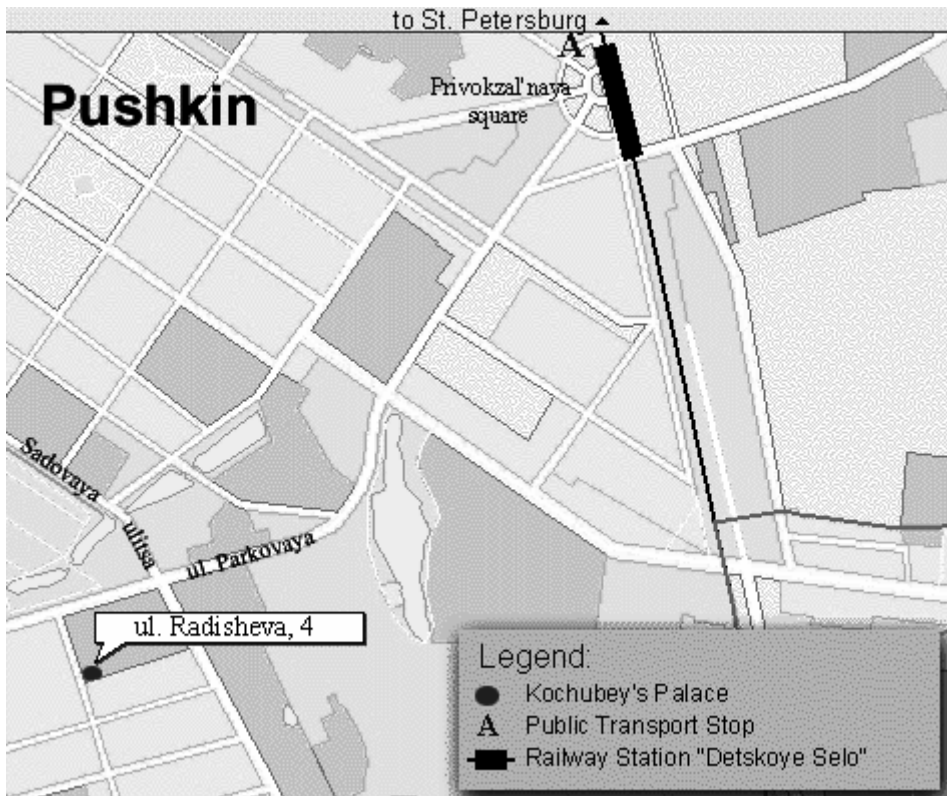 to St. Petersburg
A
Pushkin
Privokzal'naya
square
Sadovaya
ulitsa
ul. Parkovaya
ul. Radisheva, 4
Legend:
Kochubey's Palace
A Public Transport Stop
Railway Station "Detskoye Selo"